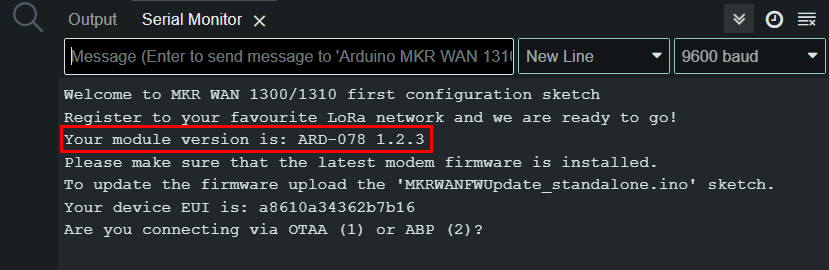 Output Serial Monitor
Message (Enter to send message to 'Arduino MKR WAN 1310 New Line 9600 baud
Welcome to MKR WAN 1300/1310 first configuration sketch
Register to your favourite LoRa network and we are ready to go!
Your module version is: ARD-078 1.2.3
Please make sure that the latest modem firmware is installed.
To update the firmware upload the 'MKRWANFWUpdate_standalone.ino' sketch.
Your device EUI is: a8610a34362b7b16
Are you connecting via OTAA (1) or ABP (2)?